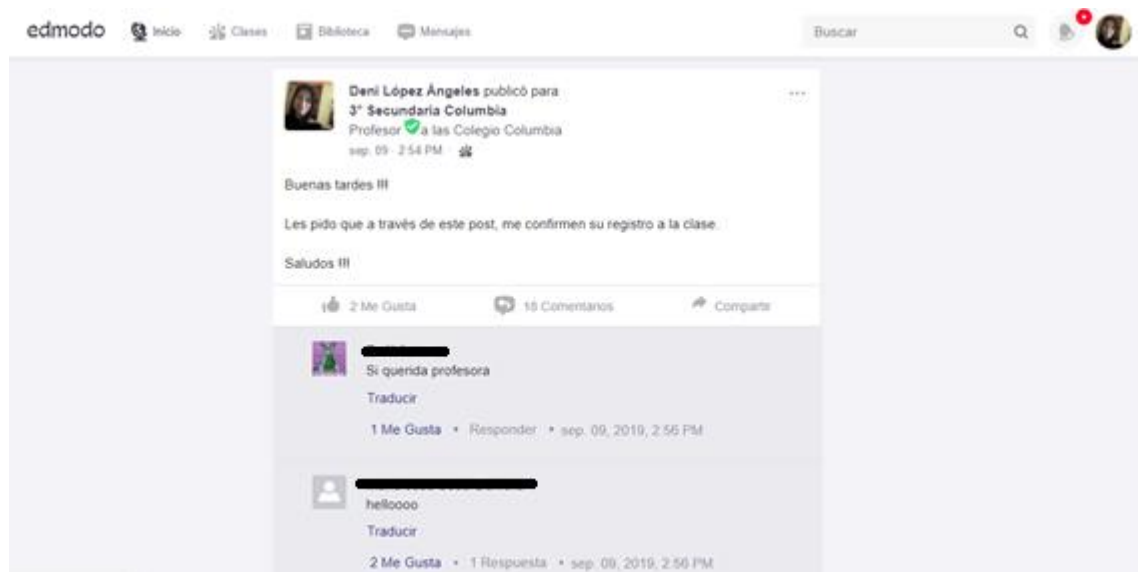 edmodo Inicio Clases Biblioteca Mensajes Buscar
Deni López Ángeles publicó para
3° Secundaria Columbia
Profesor a las Colegio Columbia
sep. 09 · 2:54 PM ·
Buenas tardes !!!
Les pido que a través de este post, me confirmen su registro a la clase.
Saludos !!!
2 Me Gusta 18 Comentarios Compartir
Si querida profesora
Traducir
1 Me Gusta • Responder • sep. 09, 2019, 2:56 PM
helloooo
Traducir
2 Me Gusta • 1 Respuesta • sep. 09, 2019, 2:56 PM